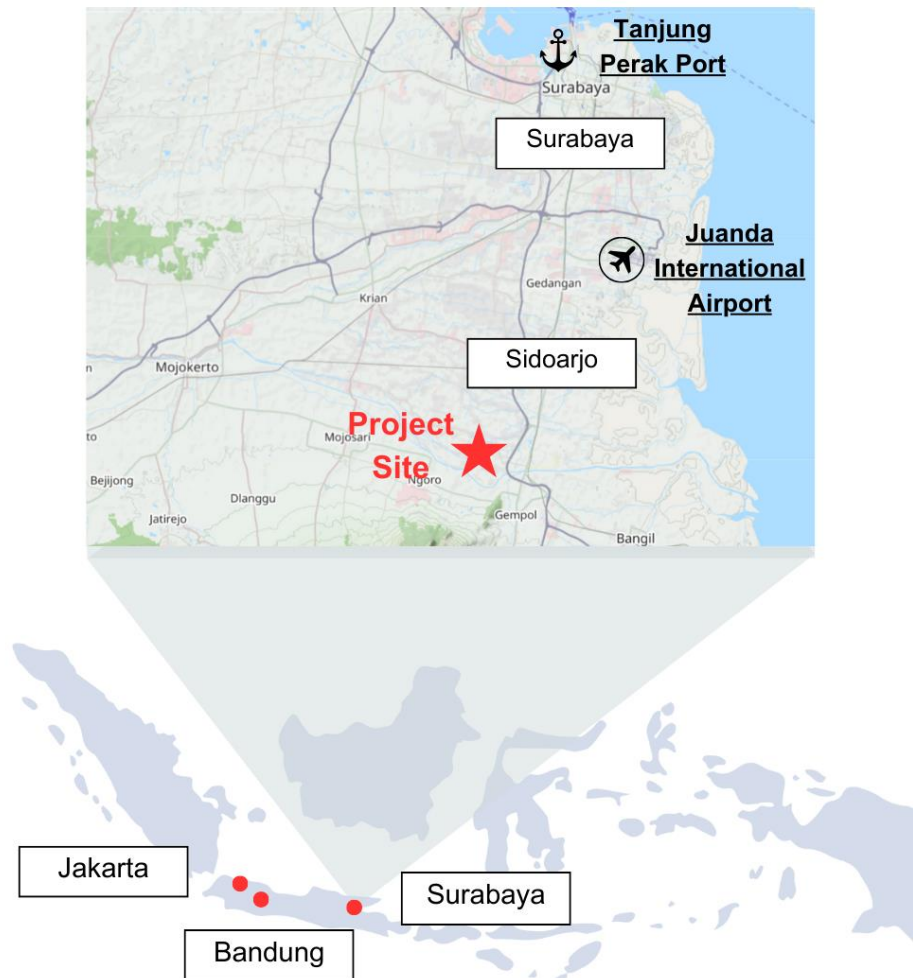 Tanjung
Perak Port
Surabaya
Surabaya
Juanda
International
Airport
Gedangan
Krian
Sidoarjo
Mojokerto
Project
Site
Mojosari
Ngoro
Bejijong
Dlanggu
Jatirejo
Gempol
Bangil
Jakarta
Surabaya
Bandung